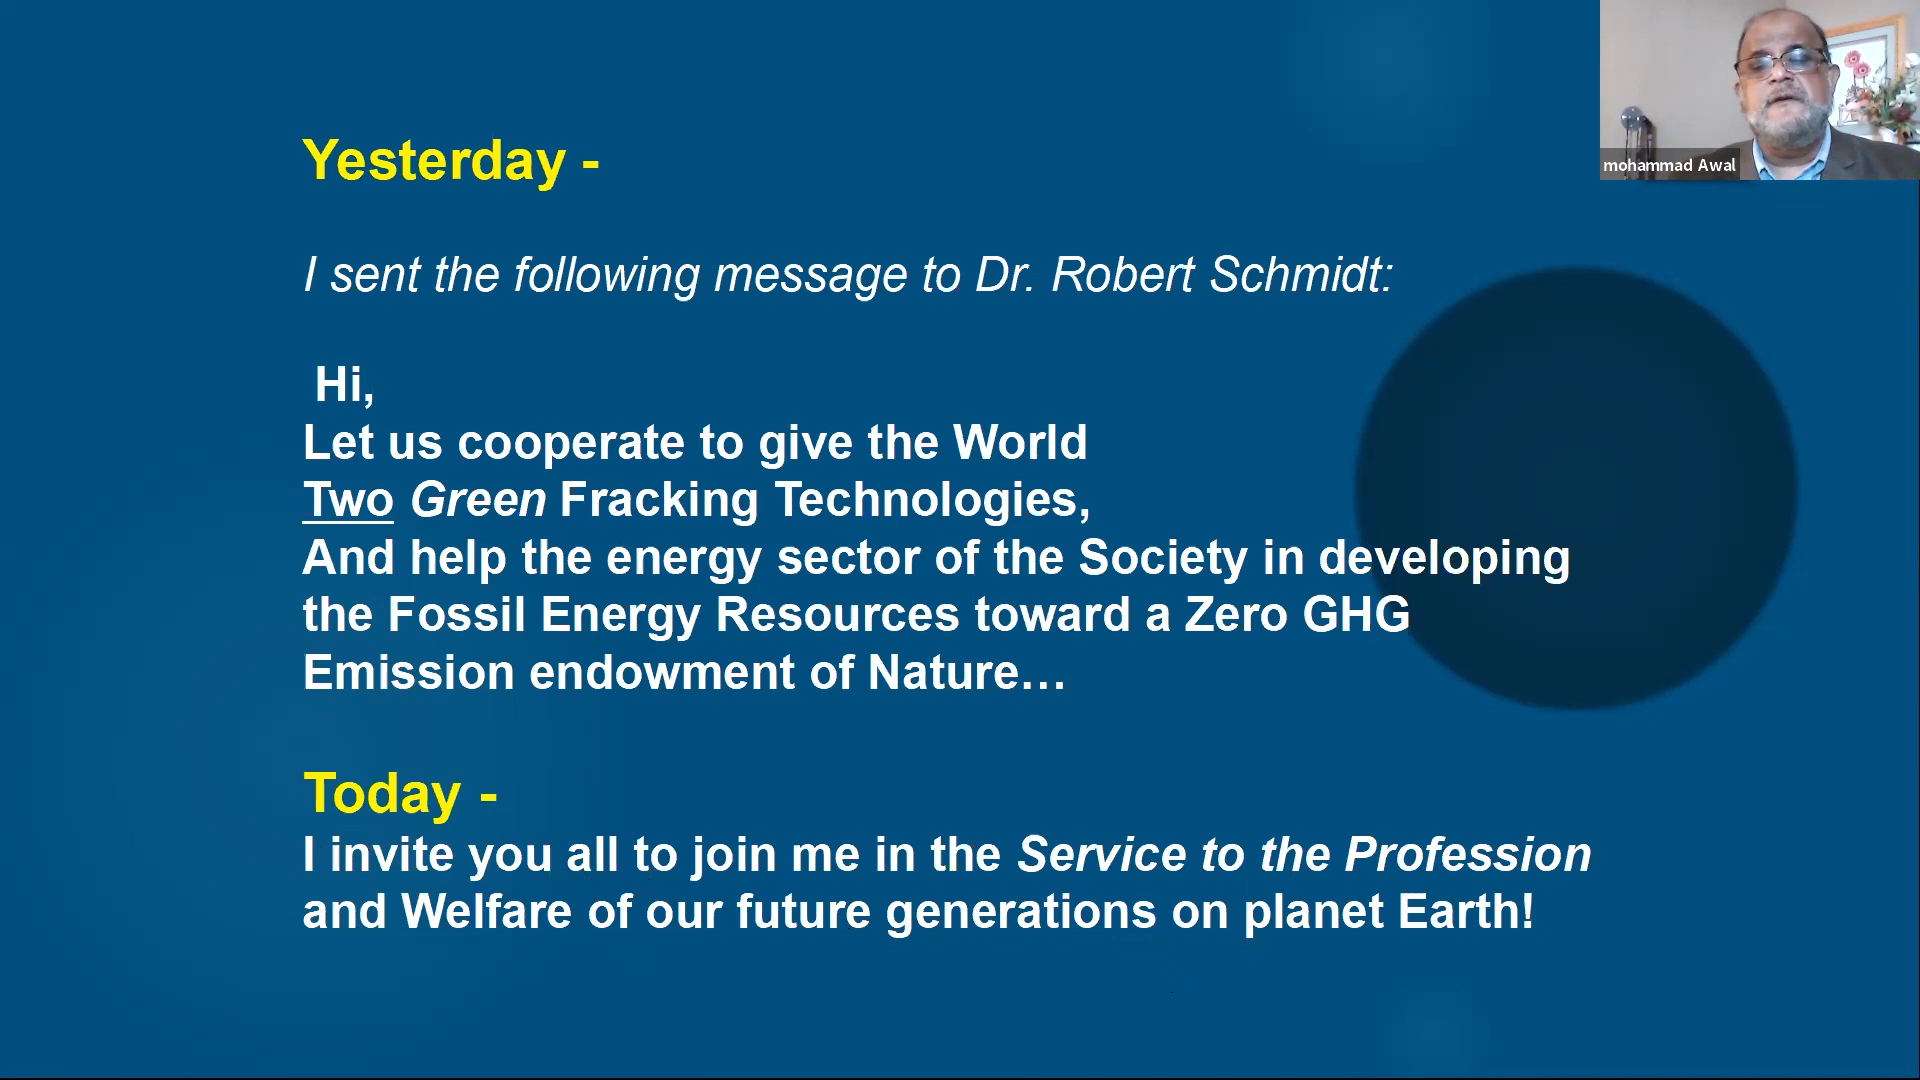 mohammad Awal
Yesterday -
I sent the following message to Dr. Robert Schmidt:
Hi,
Let us cooperate to give the World
Two Green Fracking Technologies,
And help the energy sector of the Society in developing
the Fossil Energy Resources toward a Zero GHG
Emission endowment of Nature…
Today -
I invite you all to join me in the Service to the Profession
and Welfare of our future generations on planet Earth!